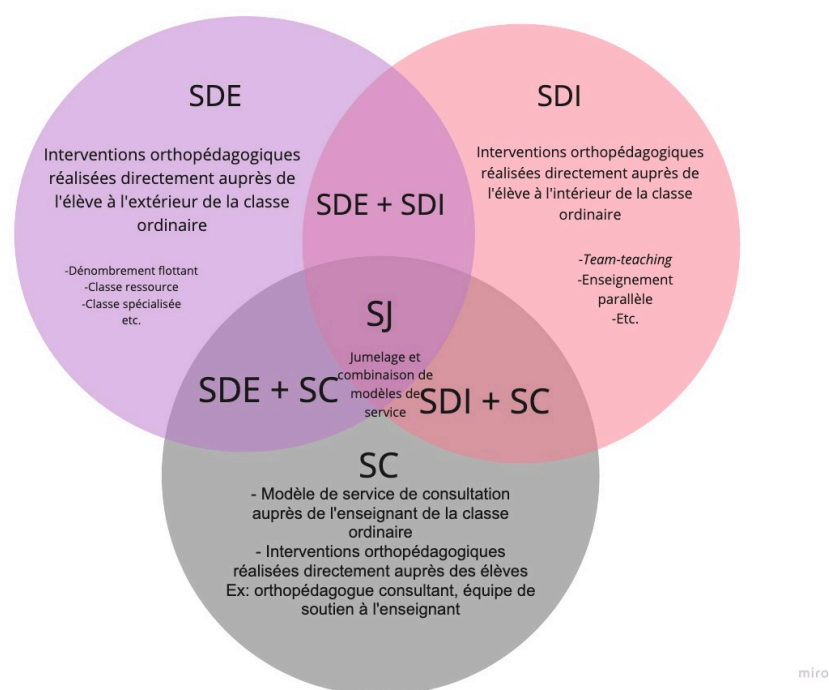 SDE
Interventions orthopédagogiques
réalisées directement auprès de
l'élève à l'extérieur de la classe
ordinaire
-Dénombrement flottant
-Classe ressource
-Classe spécialisée
etc.
SDI
Interventions orthopédagogiques
réalisées directement auprès de
l'élève à l'intérieur de la classe
ordinaire
-Team-teaching
-Enseignement
parallèle
-Etc.
SDE + SDI
SJ
Jumelage et
combinaison de
modèles de
service
SDE + SC
SDI + SC
SC
- Modèle de service de consultation
auprès de l'enseignant de la classe
ordinaire
- Interventions orthopédagogiques
réalisées directement auprès des élèves
Ex: orthopédagogue consultant, équipe de
soutien à l'enseignant
miro